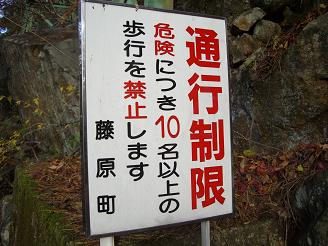 通行制限
危険につき10名以上の
歩行を禁止します
藤原町